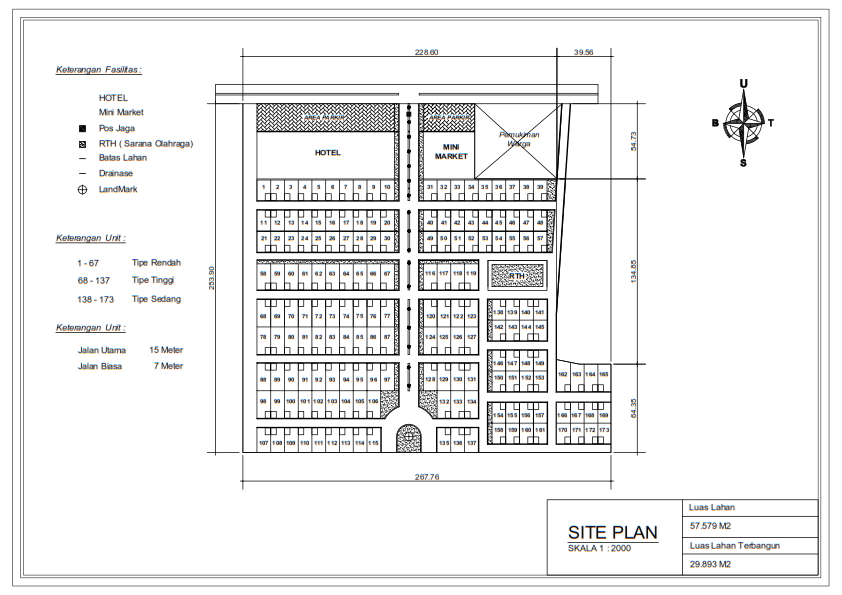 228.60
39.56
Keterangan Fasilitas :
HOTEL
Mini Market
Pos Jaga
RTH ( Sarana Olahraga)
Batas Lahan
Drainase
LandMark
U
B
T
S
AREA PARKIR
AREA PARKIR
Pemukiman
Warga
HOTEL
MINI
MARKET
54.73
1 2 3 4 5 6 7 8 9 10
31 32 33 34 35 36 37 38 39
11 12 13 14 15 16 17 18 19 20
40 41 42 43 44 45 46 47 48
21 22 23 24 25 26 27 28 29 30
49 50 51 52 53 54 55 56 57
Keterangan Unit :
1 - 67 Tipe Rendah
68 - 137 Tipe Tinggi
138 - 173 Tipe Sedang
253.90
134.85
58 59 60 61 62 63 64 65 66 67
116 117 118 119
RTH
68 69 70 71 72 73 74 75 76 77
120 121 122 123
138 139 140 141
78 79 80 81 82 83 84 85 86 87
124 125 126 127
142 143 144 145
Keterangan Unit :
Jalan Utama 15 Meter
Jalan Biasa 7 Meter
146 147 148 149
88 89 90 91 92 93 94 95 96 97
128 129 130 131
150 151 152 153
162 163 164 165
98 99 100 101 102 103 104 105 106
132 133 134
64.35
154 155 156 157
166 167 168 169
107 108 109 110 111 112 113 114 115
135 136 137
158 159 160 161
170 171 172 173
267.76
SITE PLAN
SKALA 1 : 2000
Luas Lahan
57.579 M2
Luas Lahan Terbangun
29.893 M2